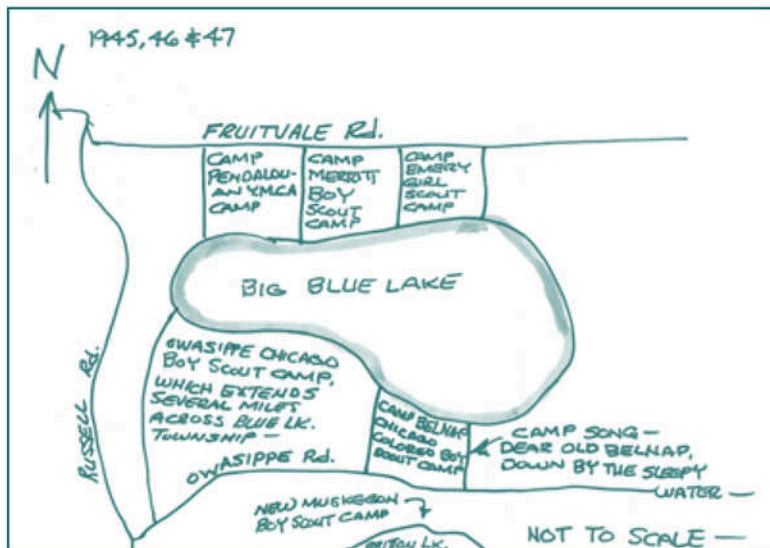 1945, 46 & 47
N
FRUITVALE Rd.
CAMP
PENDALOU-
AN Y.M.C.A
CAMP
CAMP
MERRITT
BOY
SCOUT
CAMP
CAMP
EMERY
GIRL
SCOUT
CAMP
BIG BLUE LAKE
OWASIPPE CHICAGO
BOY SCOUT CAMP,
WHICH EXTENDS
SEVERAL MILES
ACROSS BLUE LK.
TOWNSHIP —
RUSSELL Rd.
CAMP BELNAP
CHICAGO
COLORED BOY
SCOUT CAMP
CAMP SONG —
DEAR OLD BELNAP,
DOWN BY THE SLEEPY
WATER —
OWASIPPE Rd.
NEW MUSKEGON
BOY SCOUT CAMP
BRITON LK.
NOT TO SCALE —